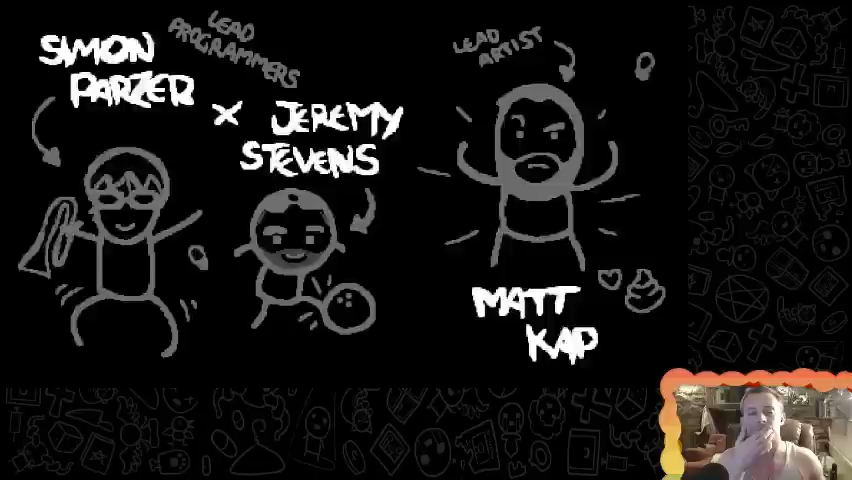 LEAD
PROGRAMMERS
SIMON
PARZER
X JEREMY
STEVENS
LEAD
ARTIST
MATT
KAP